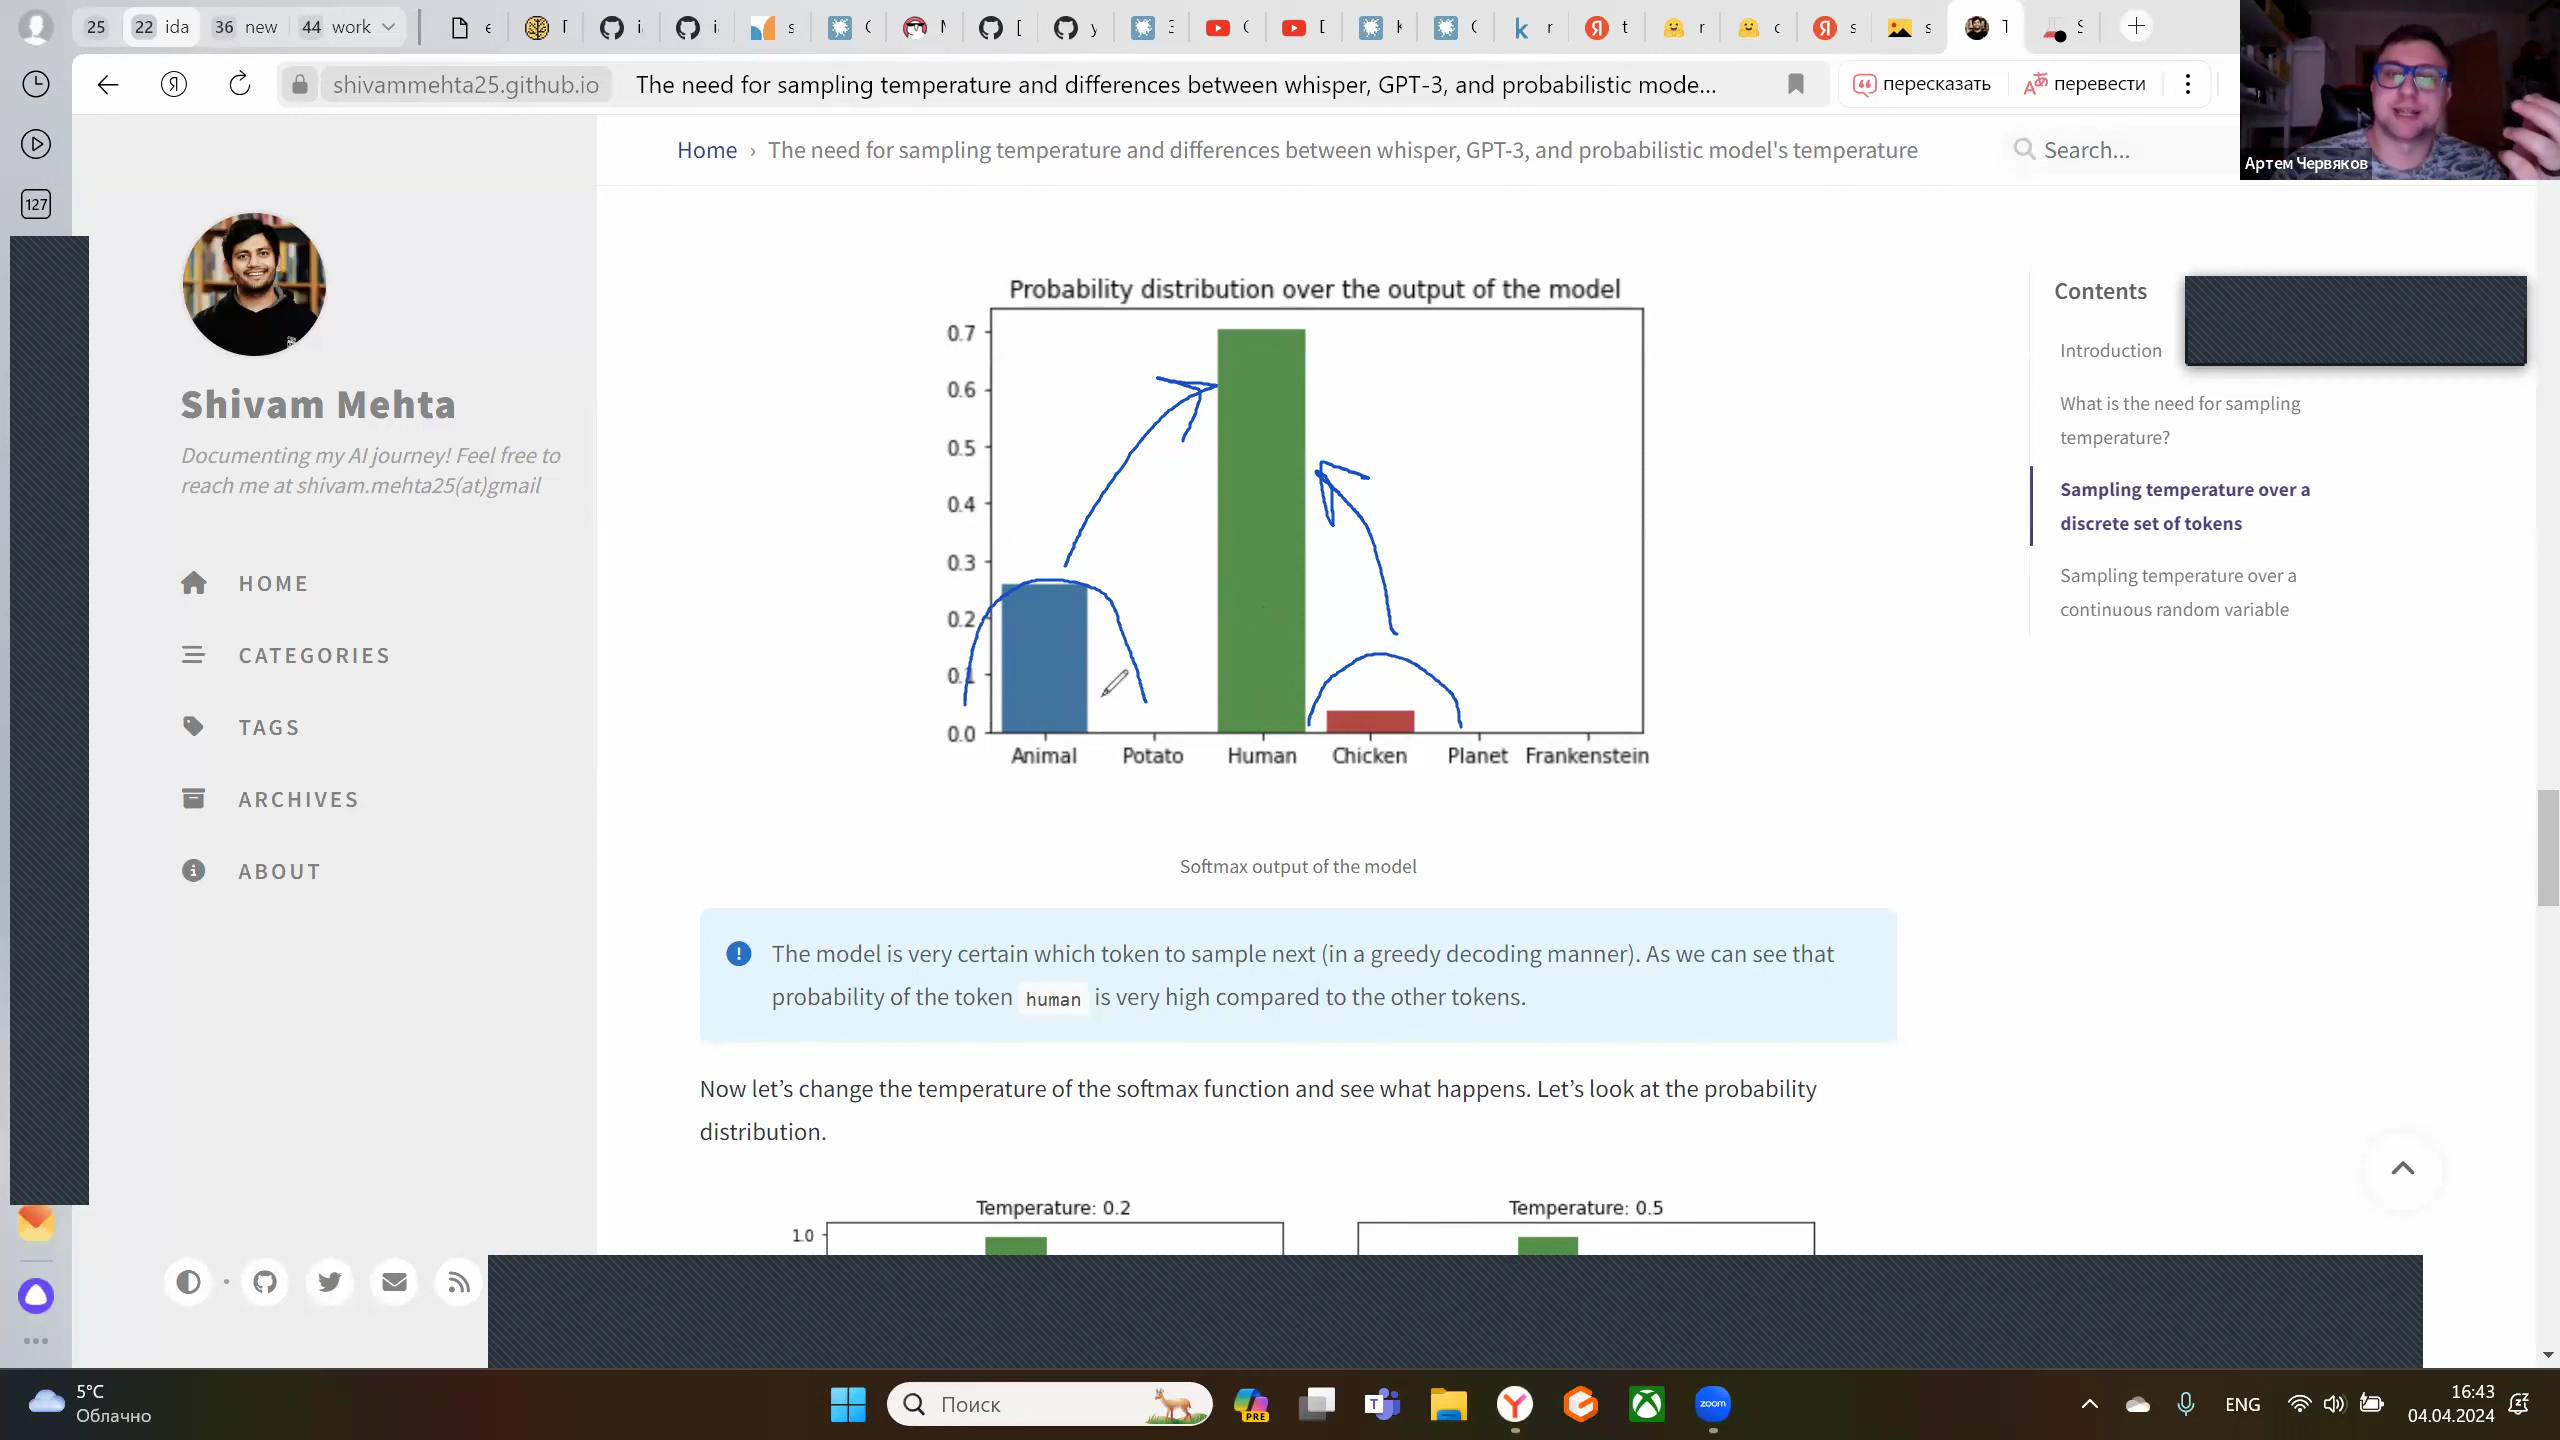 25
22 ida
36 new
44 work
shivammehta25.github.io
The need for sampling temperature and differences between whisper, GPT-3, and probabilistic mode...
пересказать
перевести
Артем Червяков
127
Home › The need for sampling temperature and differences between whisper, GPT-3, and probabilistic model's temperature
Search...
Shivam Mehta
Documenting my AI journey! Feel free to
reach me at shivam.mehta25(at)gmail
HOME
CATEGORIES
TAGS
ARCHIVES
ABOUT
Probability distribution over the output of the model
0.7
0.6
0.5
0.4
0.3
0.2
0.1
0.0
Animal Potato Human Chicken Planet Frankenstein
Softmax output of the model
The model is very certain which token to sample next (in a greedy decoding manner). As we can see that
probability of the token human is very high compared to the other tokens.
Now let’s change the temperature of the softmax function and see what happens. Let’s look at the probability
distribution.
Temperature: 0.2
Temperature: 0.5
1.0
Contents
Introduction
What is the need for sampling
temperature?
Sampling temperature over a
discrete set of tokens
Sampling temperature over a
continuous random variable
5°C
Облачно
Поиск
PRE
zoom
ENG
16:43
04.04.2024